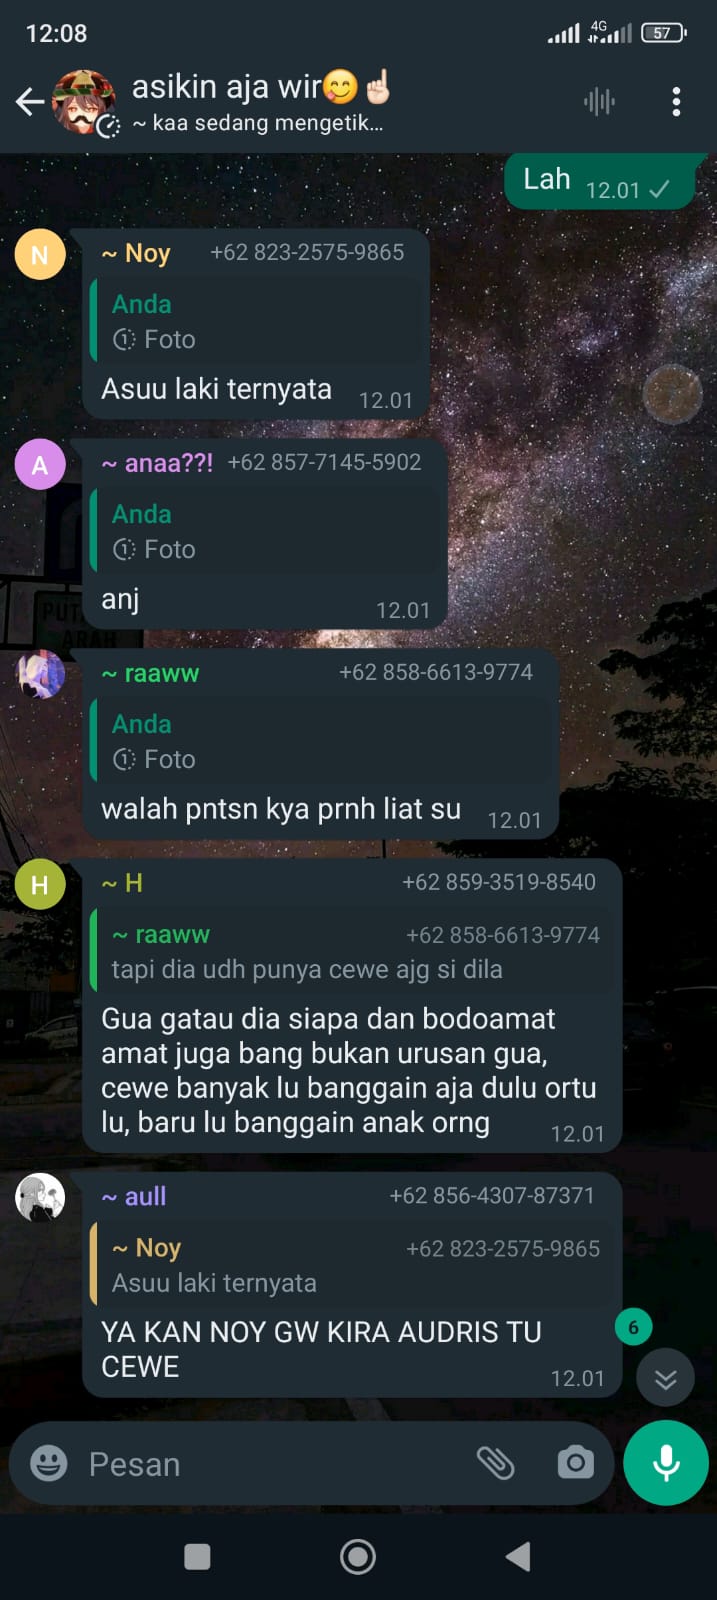 12:08
4G
57
asikin aja wir😋☝🏻
~ kaa sedang mengetik...
Lah 12.01
N
~ Noy +62 823-2575-9865
Anda
1 Foto
Asuu laki ternyata 12.01
A
~ anaa??! +62 857-7145-5902
Anda
1 Foto
anj 12.01
PUT
ARAH
~ raaww +62 858-6613-9774
Anda
1 Foto
walah pntsn kya prnh liat su 12.01
H
~ H +62 859-3519-8540
~ raaww +62 858-6613-9774
tapi dia udh punya cewe ajg si dila
Gua gatau dia siapa dan bodoamat
amat juga bang bukan urusan gua,
cewe banyak lu banggain aja dulu ortu
lu, baru lu banggain anak orng 12.01
~ aull +62 856-4307-87371
~ Noy +62 823-2575-9865
Asuu laki ternyata
YA KAN NOY GW KIRA AUDRIS TU
CEWE 12.01
6
Pesan